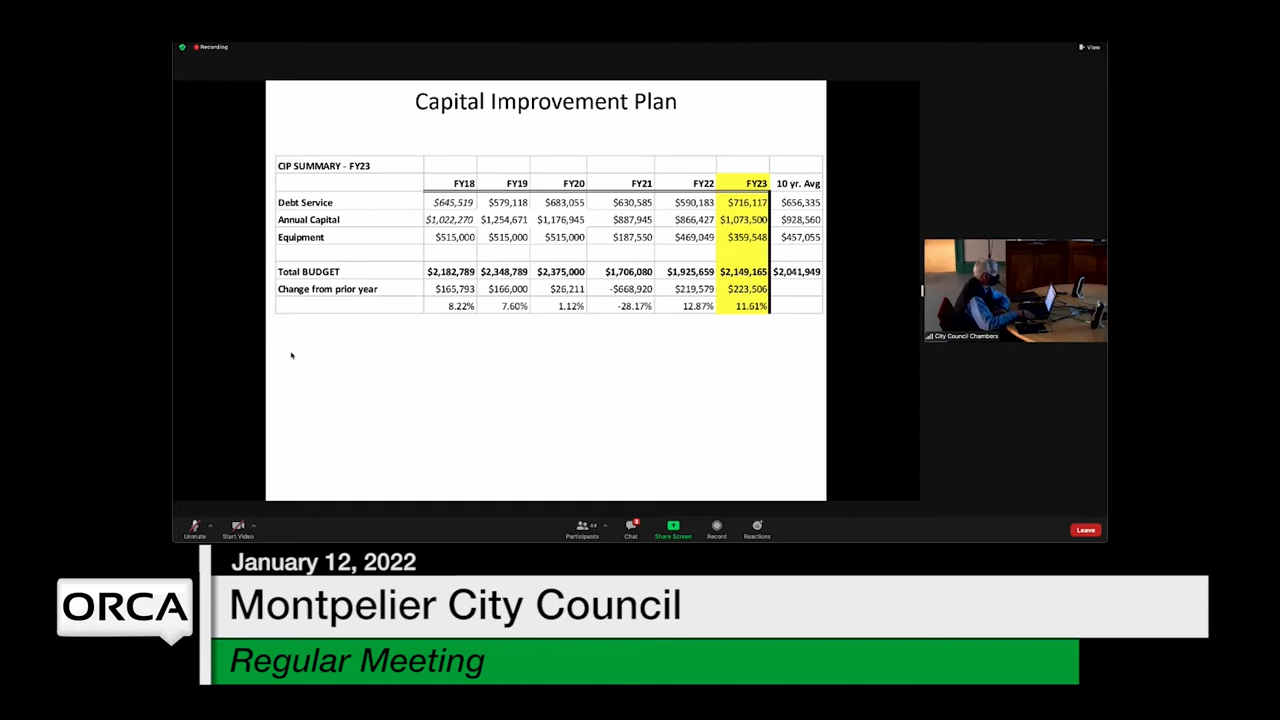 Recording
View
Capital Improvement Plan
CIP SUMMARY - FY23
FY18 FY19 FY20 FY21 FY22 FY23 10 yr. Avg
Debt Service $645,519 $579,118 $683,055 $630,585 $590,183 $716,117 $656,335
Annual Capital $1,022,270 $1,254,671 $1,176,945 $887,945 $866,427 $1,073,500 $928,560
Equipment $515,000 $515,000 $515,000 $187,550 $469,049 $359,548 $457,055
Total BUDGET $2,182,789 $2,348,789 $2,375,000 $1,706,080 $1,925,659 $2,149,165 $2,041,949
Change from prior year $165,793 $166,000 $26,211 -$668,920 $219,579 $223,506
8.22% 7.60% 1.12% -28.17% 12.87% 11.61%
City Council Chambers
Unmute Start Video Participants 44 Chat Share Screen Record Reactions Leave
January 12, 2022
ORCA
Montpelier City Council
Regular Meeting